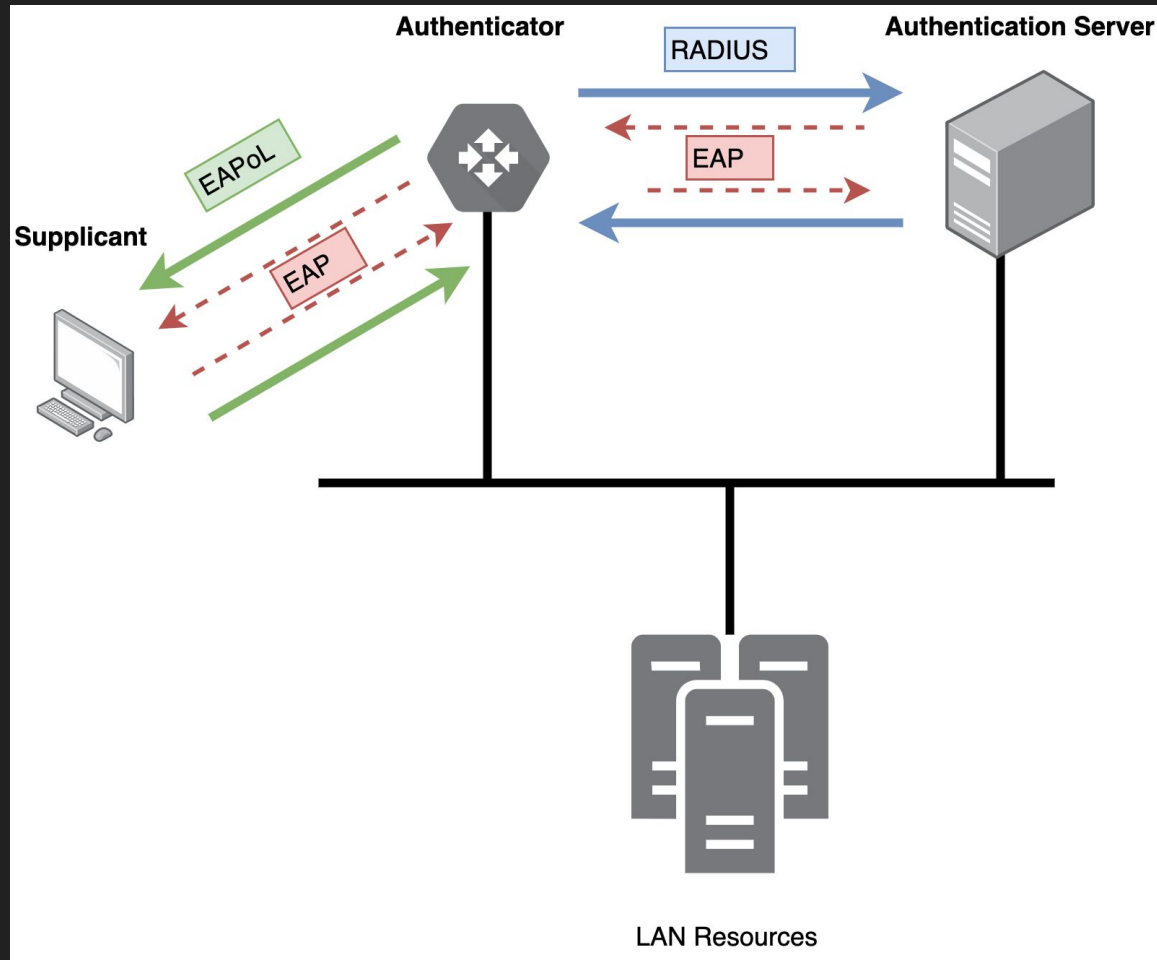 Authenticator
Authentication Server
RADIUS
EAP
EAPoL
EAP
Supplicant
LAN Resources